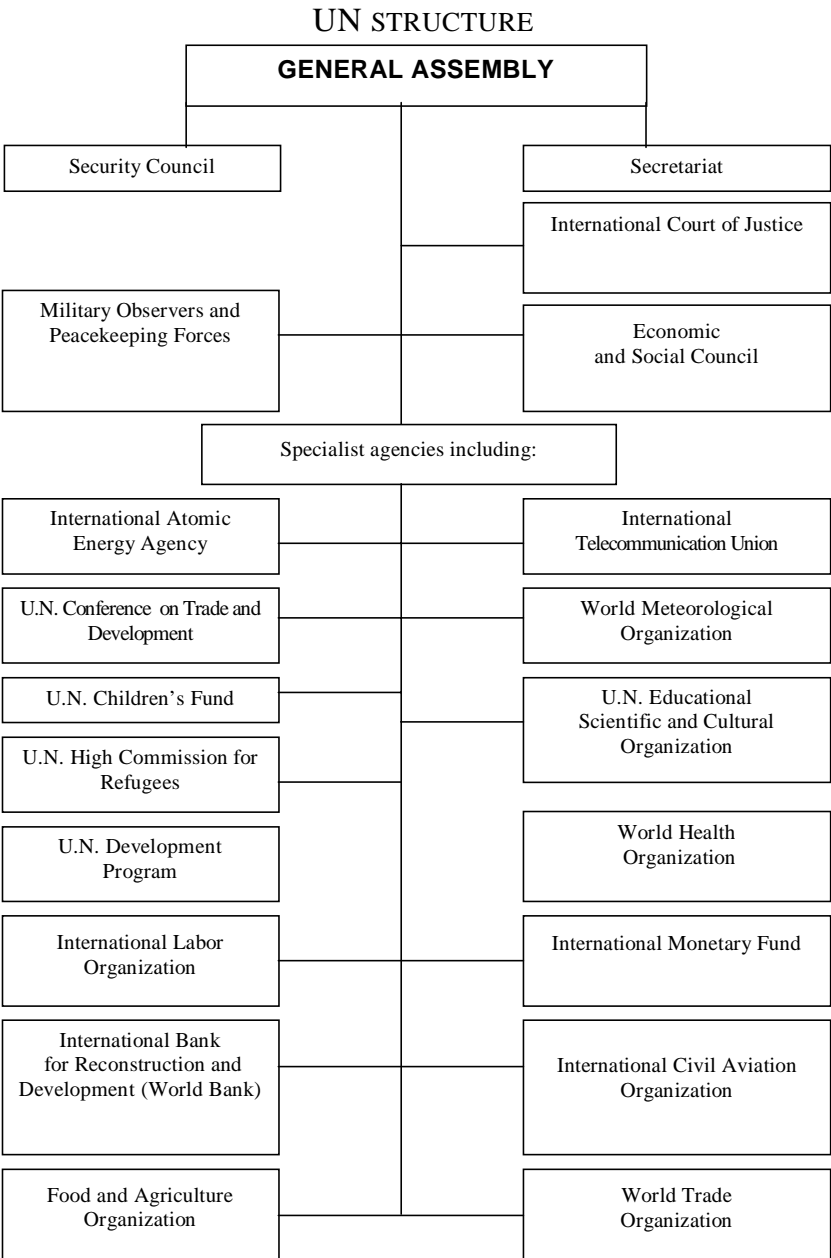 UN STRUCTURE
GENERAL ASSEMBLY
Security Council
Secretariat
International Court of Justice
Military Observers and
Peacekeeping Forces
Economic
and Social Council
Specialist agencies including:
International Atomic
Energy Agency
International
Telecommunication Union
U.N. Conference on Trade and
Development
World Meteorological
Organization
U.N. Children’s Fund
U.N. Educational
Scientific and Cultural
Organization
U.N. High Commission for
Refugees
U.N. Development
Program
World Health
Organization
International Labor
Organization
International Monetary Fund
International Bank
for Reconstruction and
Development (World Bank)
International Civil Aviation
Organization
Food and Agriculture
Organization
World Trade
Organization